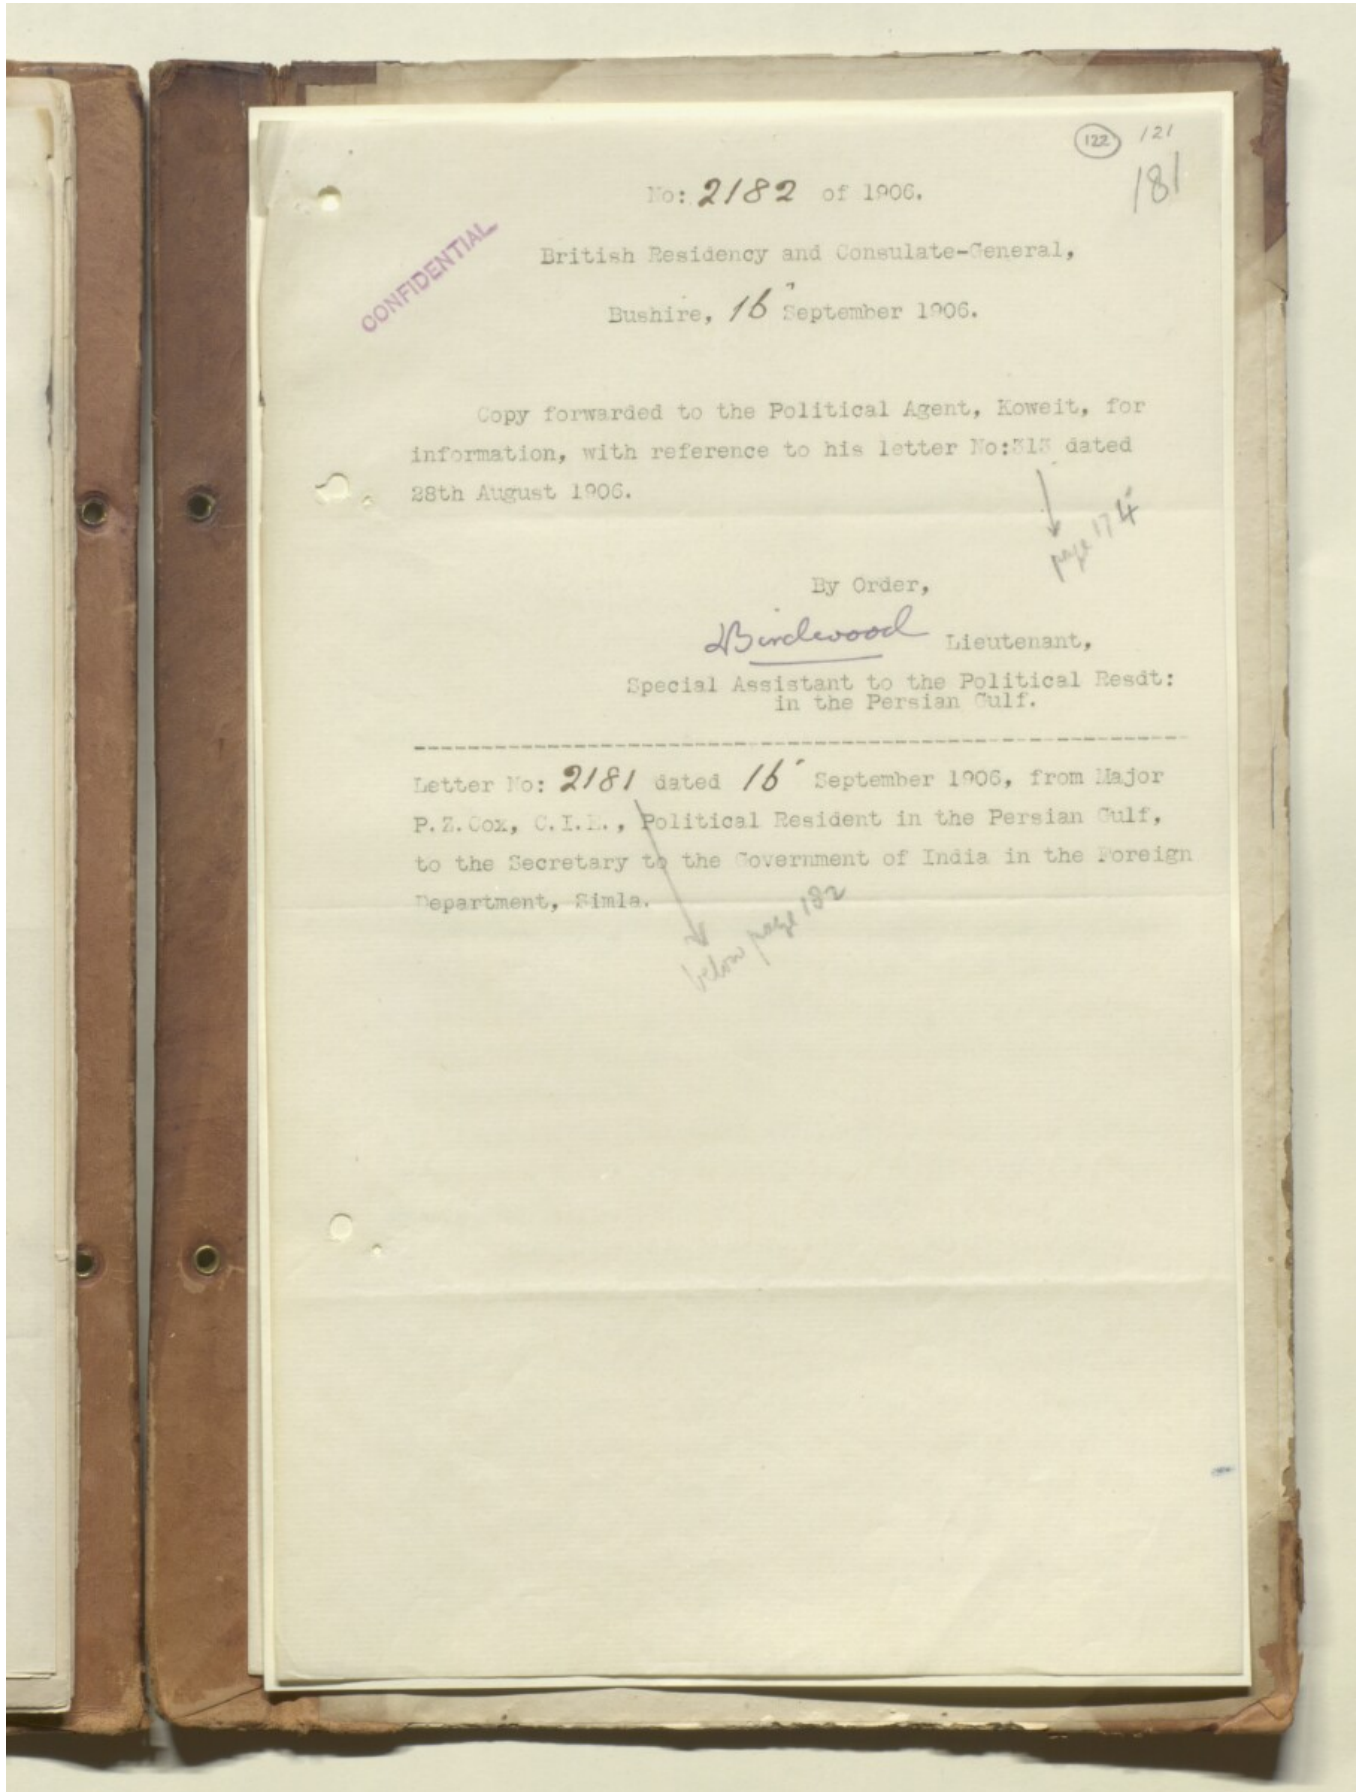 122 121
181
No: 2182 of 1906.
CONFIDENTIAL
British Residency and Consulate-General,
Bushire, 16 September 1906.
Copy forwarded to the Political Agent, Koweit, for
information, with reference to his letter No:313 dated
28th August 1906.
page 174
By Order,
Birdwood Lieutenant,
Special Assistant to the Political Resdt:
in the Persian Gulf.
Letter No: 2181 dated 16 September 1906, from Major
P.Z.Cox, C.I.E., Political Resident in the Persian Gulf,
to the Secretary to the Government of India in the Foreign
Department, Simla.
below page 182